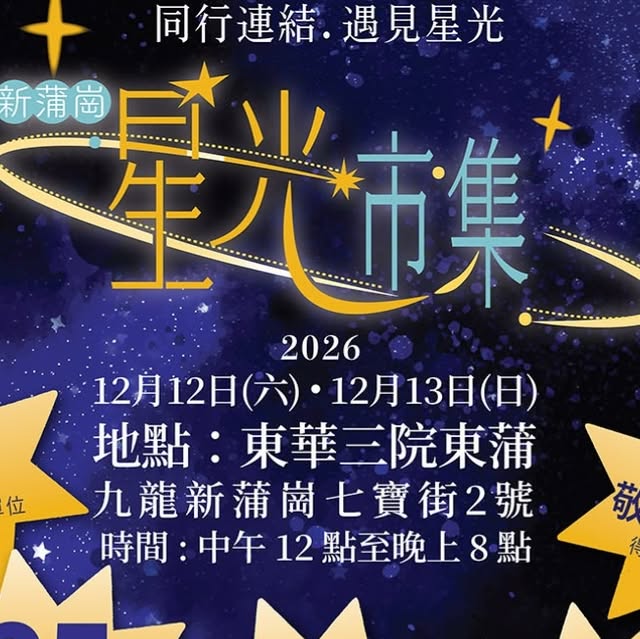 同行連結．遇見星光
新蒲崗
星光市集
2026
12月12日(六)・12月13日(日)
地點：東華三院東蒲
九龍新蒲崗七寶街2號
時間：中午12點至晚上8點
位
敬
得